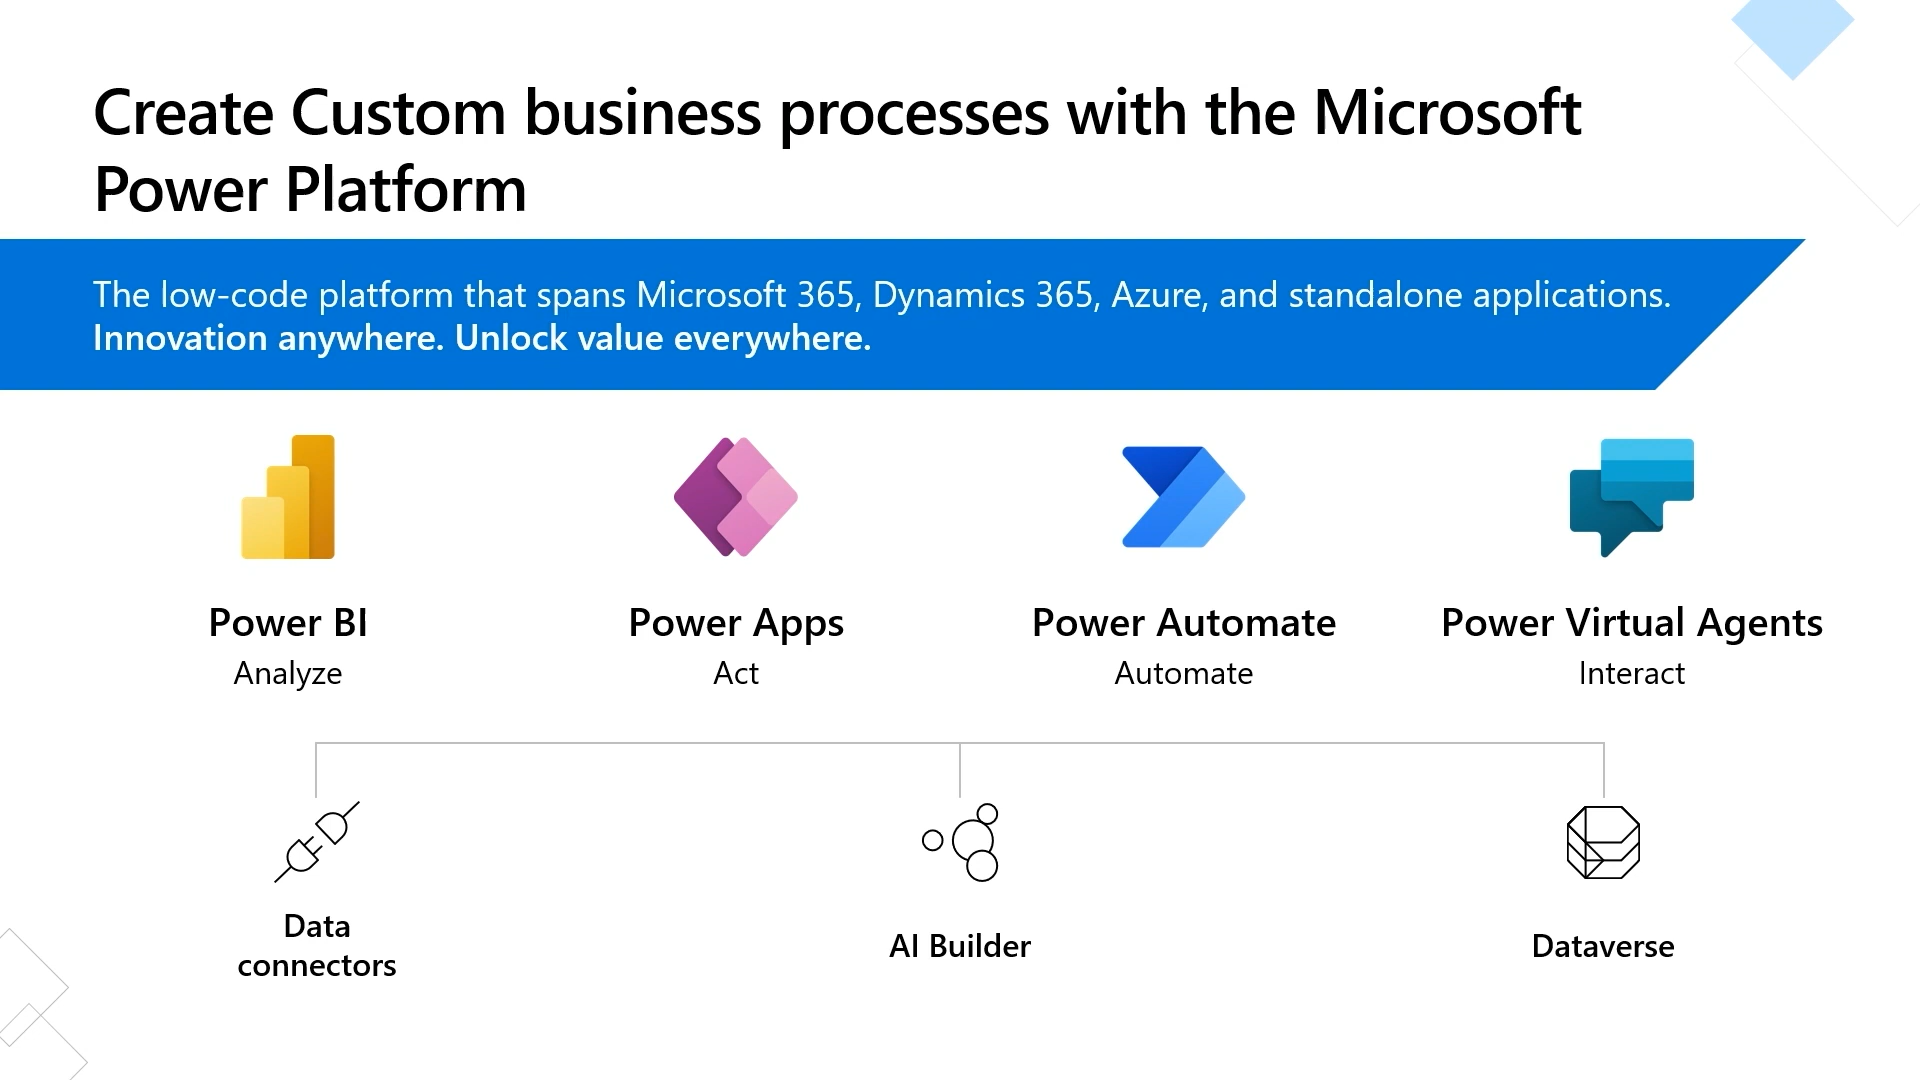 Create Custom business processes with the Microsoft
Power Platform
The low-code platform that spans Microsoft 365, Dynamics 365, Azure, and standalone applications.
Innovation anywhere. Unlock value everywhere.
Power BI
Analyze
Power Apps
Act
Power Automate
Automate
Power Virtual Agents
Interact
Data
connectors
AI Builder
Dataverse